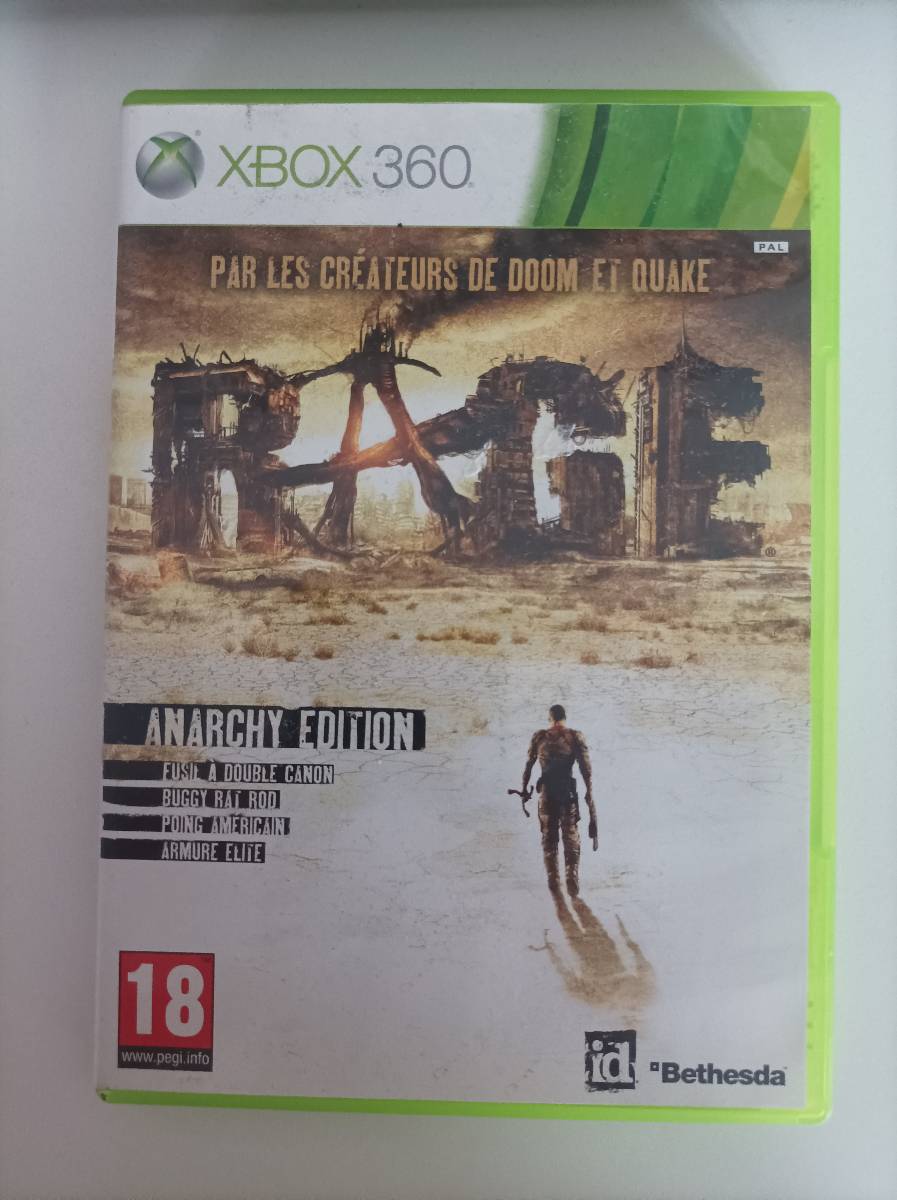 XBOX 360
PAL
PAR LES CRÉATEURS DE DOOM ET QUAKE
RAGE
ANARCHY EDITION
FUSIL A DOUBLE CANON
BUGGY RAT ROD
POING AMÉRICAIN
ARMURE ELITE
18
www.pegi.info
id
Bethesda